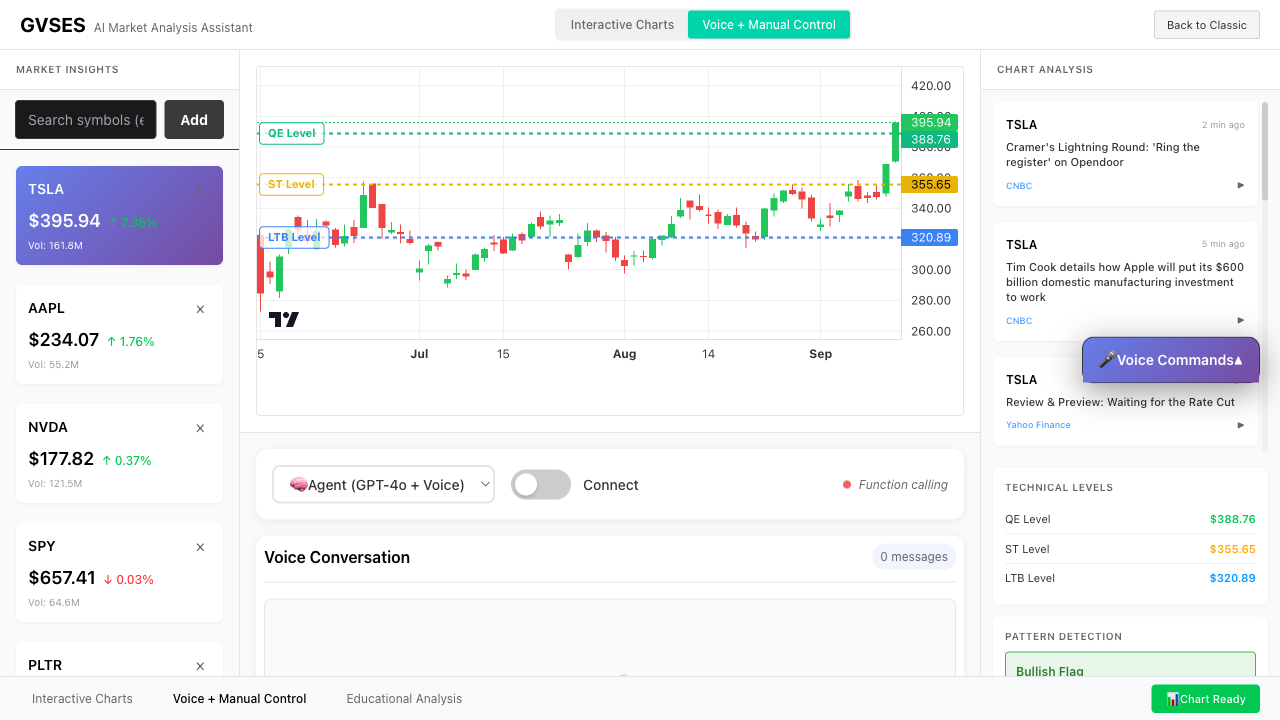 GVSES AI Market Analysis Assistant
Interactive Charts
Voice + Manual Control
Back to Classic
MARKET INSIGHTS
Search symbols (e
Add
TSLA
$395.94 ↑ 7.36%
Vol: 161.8M
AAPL ×
$234.07 ↑ 1.76%
Vol: 55.2M
NVDA ×
$177.82 ↑ 0.37%
Vol: 121.5M
SPY ×
$657.41 ↓ 0.03%
Vol: 64.6M
PLTR ×
QE Level
ST Level
LTB Level
420.00
395.94
388.76
355.65
340.00
320.89
300.00
280.00
260.00
5
Jul
15
Aug
14
Sep
🧠Agent (GPT-4o + Voice)
Connect
Function calling
Voice Conversation
0 messages
CHART ANALYSIS
TSLA 2 min ago
Cramer's Lightning Round: 'Ring the
register' on Opendoor
CNBC ▶
TSLA 5 min ago
Tim Cook details how Apple will put its $600
billion domestic manufacturing investment
to work
CNBC ▶
🎤Voice Commands▲
TSLA
Review & Preview: Waiting for the Rate Cut
Yahoo Finance ▶
TECHNICAL LEVELS
QE Level $388.76
ST Level $355.65
LTB Level $320.89
PATTERN DETECTION
Bullish Flag
Interactive Charts
Voice + Manual Control
Educational Analysis
📊Chart Ready